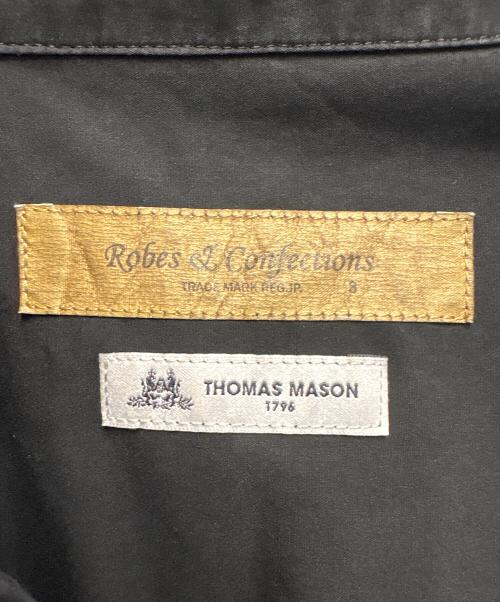 Robes & Confections
TRADE MARK REG.JP. 3
THOMAS MASON
1796